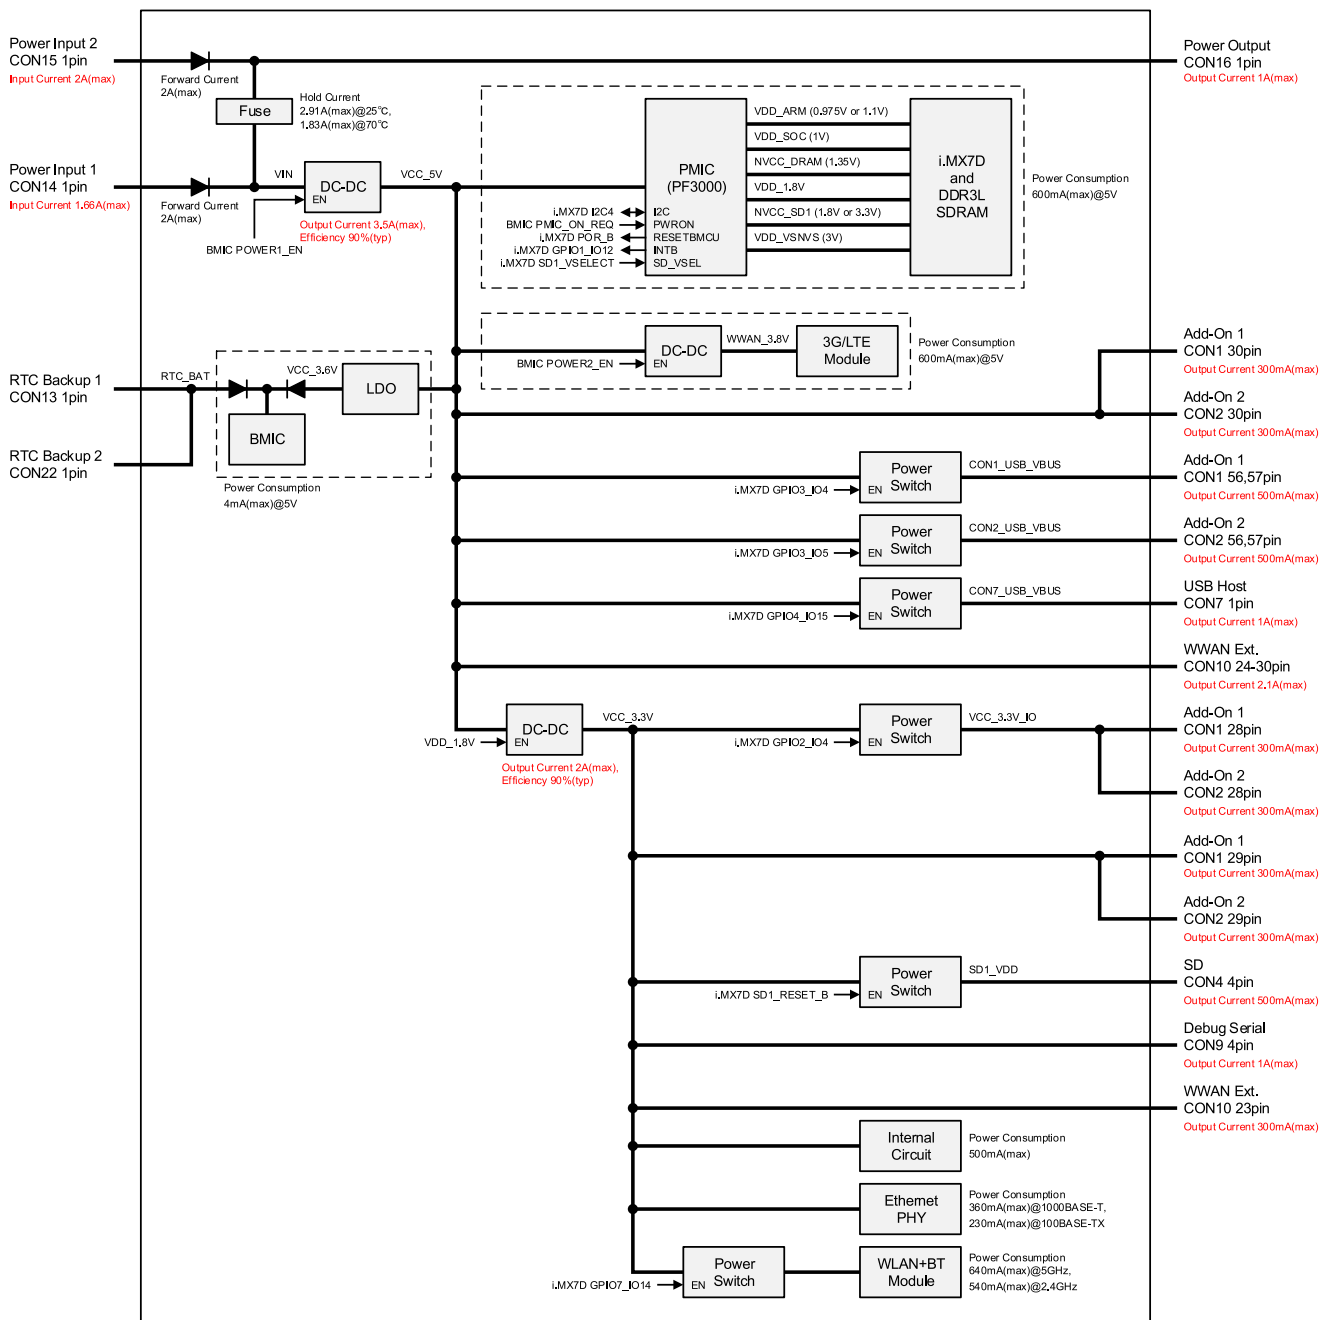 Power Input 2
CON15 1pin
Input Current 2A(max)
Forward Current
2A(max)
Fuse
Hold Current
2.91A(max)@25°C,
1.83A(max)@70°C
Power Output
CON16 1pin
Output Current 1A(max)
Power Input 1
CON14 1pin
Input Current 1.66A(max)
Forward Current
2A(max)
VIN
DC-DC
EN
VCC_5V
BMIC POWER1_EN
Output Current 3.5A(max),
Efficiency 90%(typ)
PMIC
(PF3000)
i.MX7D I2C4
I2C
BMIC PMIC_ON_REQ
PWRON
i.MX7D POR_B
RESETBMCU
i.MX7D GPIO1_IO12
INTB
i.MX7D SD1_VSELECT
SD_VSEL
VDD_ARM (0.975V or 1.1V)
VDD_SOC (1V)
NVCC_DRAM (1.35V)
VDD_1.8V
NVCC_SD1 (1.8V or 3.3V)
VDD_VSNVS (3V)
i.MX7D
and
DDR3L
SDRAM
Power Consumption
600mA(max)@5V
DC-DC
EN
BMIC POWER2_EN
WWAN_3.8V
3G/LTE
Module
Power Consumption
600mA(max)@5V
Add-On 1
CON1 30pin
Output Current 300mA(max)
RTC Backup 1
CON13 1pin
RTC_BAT
VCC_3.6V
LDO
BMIC
Power Consumption
4mA(max)@5V
RTC Backup 2
CON22 1pin
Add-On 2
CON2 30pin
Output Current 300mA(max)
i.MX7D GPIO3_IO4
Power
Switch
EN
CON1_USB_VBUS
Add-On 1
CON1 56,57pin
Output Current 500mA(max)
i.MX7D GPIO3_IO5
Power
Switch
EN
CON2_USB_VBUS
Add-On 2
CON2 56,57pin
Output Current 500mA(max)
i.MX7D GPIO4_IO15
Power
Switch
EN
CON7_USB_VBUS
USB Host
CON7 1pin
Output Current 1A(max)
WWAN Ext.
CON10 24-30pin
Output Current 2.1A(max)
VDD_1.8V
DC-DC
EN
VCC_3.3V
Output Current 2A(max),
Efficiency 90%(typ)
i.MX7D GPIO2_IO4
Power
Switch
EN
VCC_3.3V_IO
Add-On 1
CON1 28pin
Output Current 300mA(max)
Add-On 2
CON2 28pin
Output Current 300mA(max)
Add-On 1
CON1 29pin
Output Current 300mA(max)
Add-On 2
CON2 29pin
Output Current 300mA(max)
i.MX7D SD1_RESET_B
Power
Switch
EN
SD1_VDD
SD
CON4 4pin
Output Current 500mA(max)
Debug Serial
CON9 4pin
Output Current 1A(max)
WWAN Ext.
CON10 23pin
Output Current 300mA(max)
Internal
Circuit
Power Consumption
500mA(max)
Ethernet
PHY
Power Consumption
360mA(max)@1000BASE-T,
230mA(max)@100BASE-TX
i.MX7D GPIO7_IO14
Power
Switch
EN
WLAN+BT
Module
Power Consumption
640mA(max)@5GHz,
540mA(max)@2.4GHz